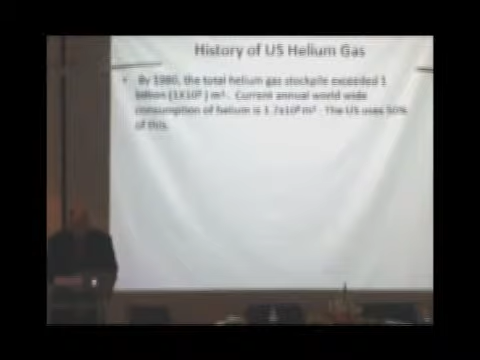 History of US Helium Gas
• By 1980, the total helium gas stockpile exceeded 1
billion (1X10⁹) m³. Current annual world wide
consumption of helium is 1.7x10⁸ m³. The US uses 50%
of this.